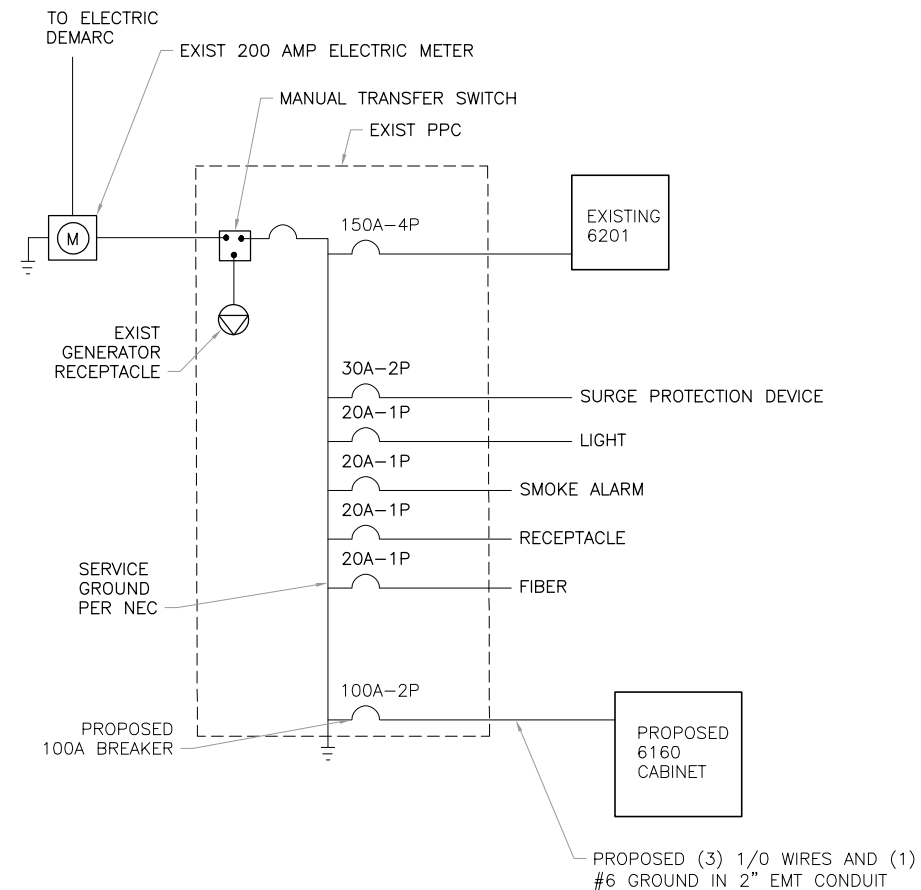 TO ELECTRIC
DEMARC
EXIST 200 AMP ELECTRIC METER
MANUAL TRANSFER SWITCH
EXIST PPC
150A-4P
EXISTING
6201
M
EXIST
GENERATOR
RECEPTACLE
30A-2P
SURGE PROTECTION DEVICE
20A-1P
LIGHT
20A-1P
SMOKE ALARM
20A-1P
RECEPTACLE
20A-1P
FIBER
SERVICE
GROUND
PER NEC
100A-2P
PROPOSED
100A BREAKER
PROPOSED
6160
CABINET
PROPOSED (3) 1/0 WIRES AND (1)
#6 GROUND IN 2" EMT CONDUIT